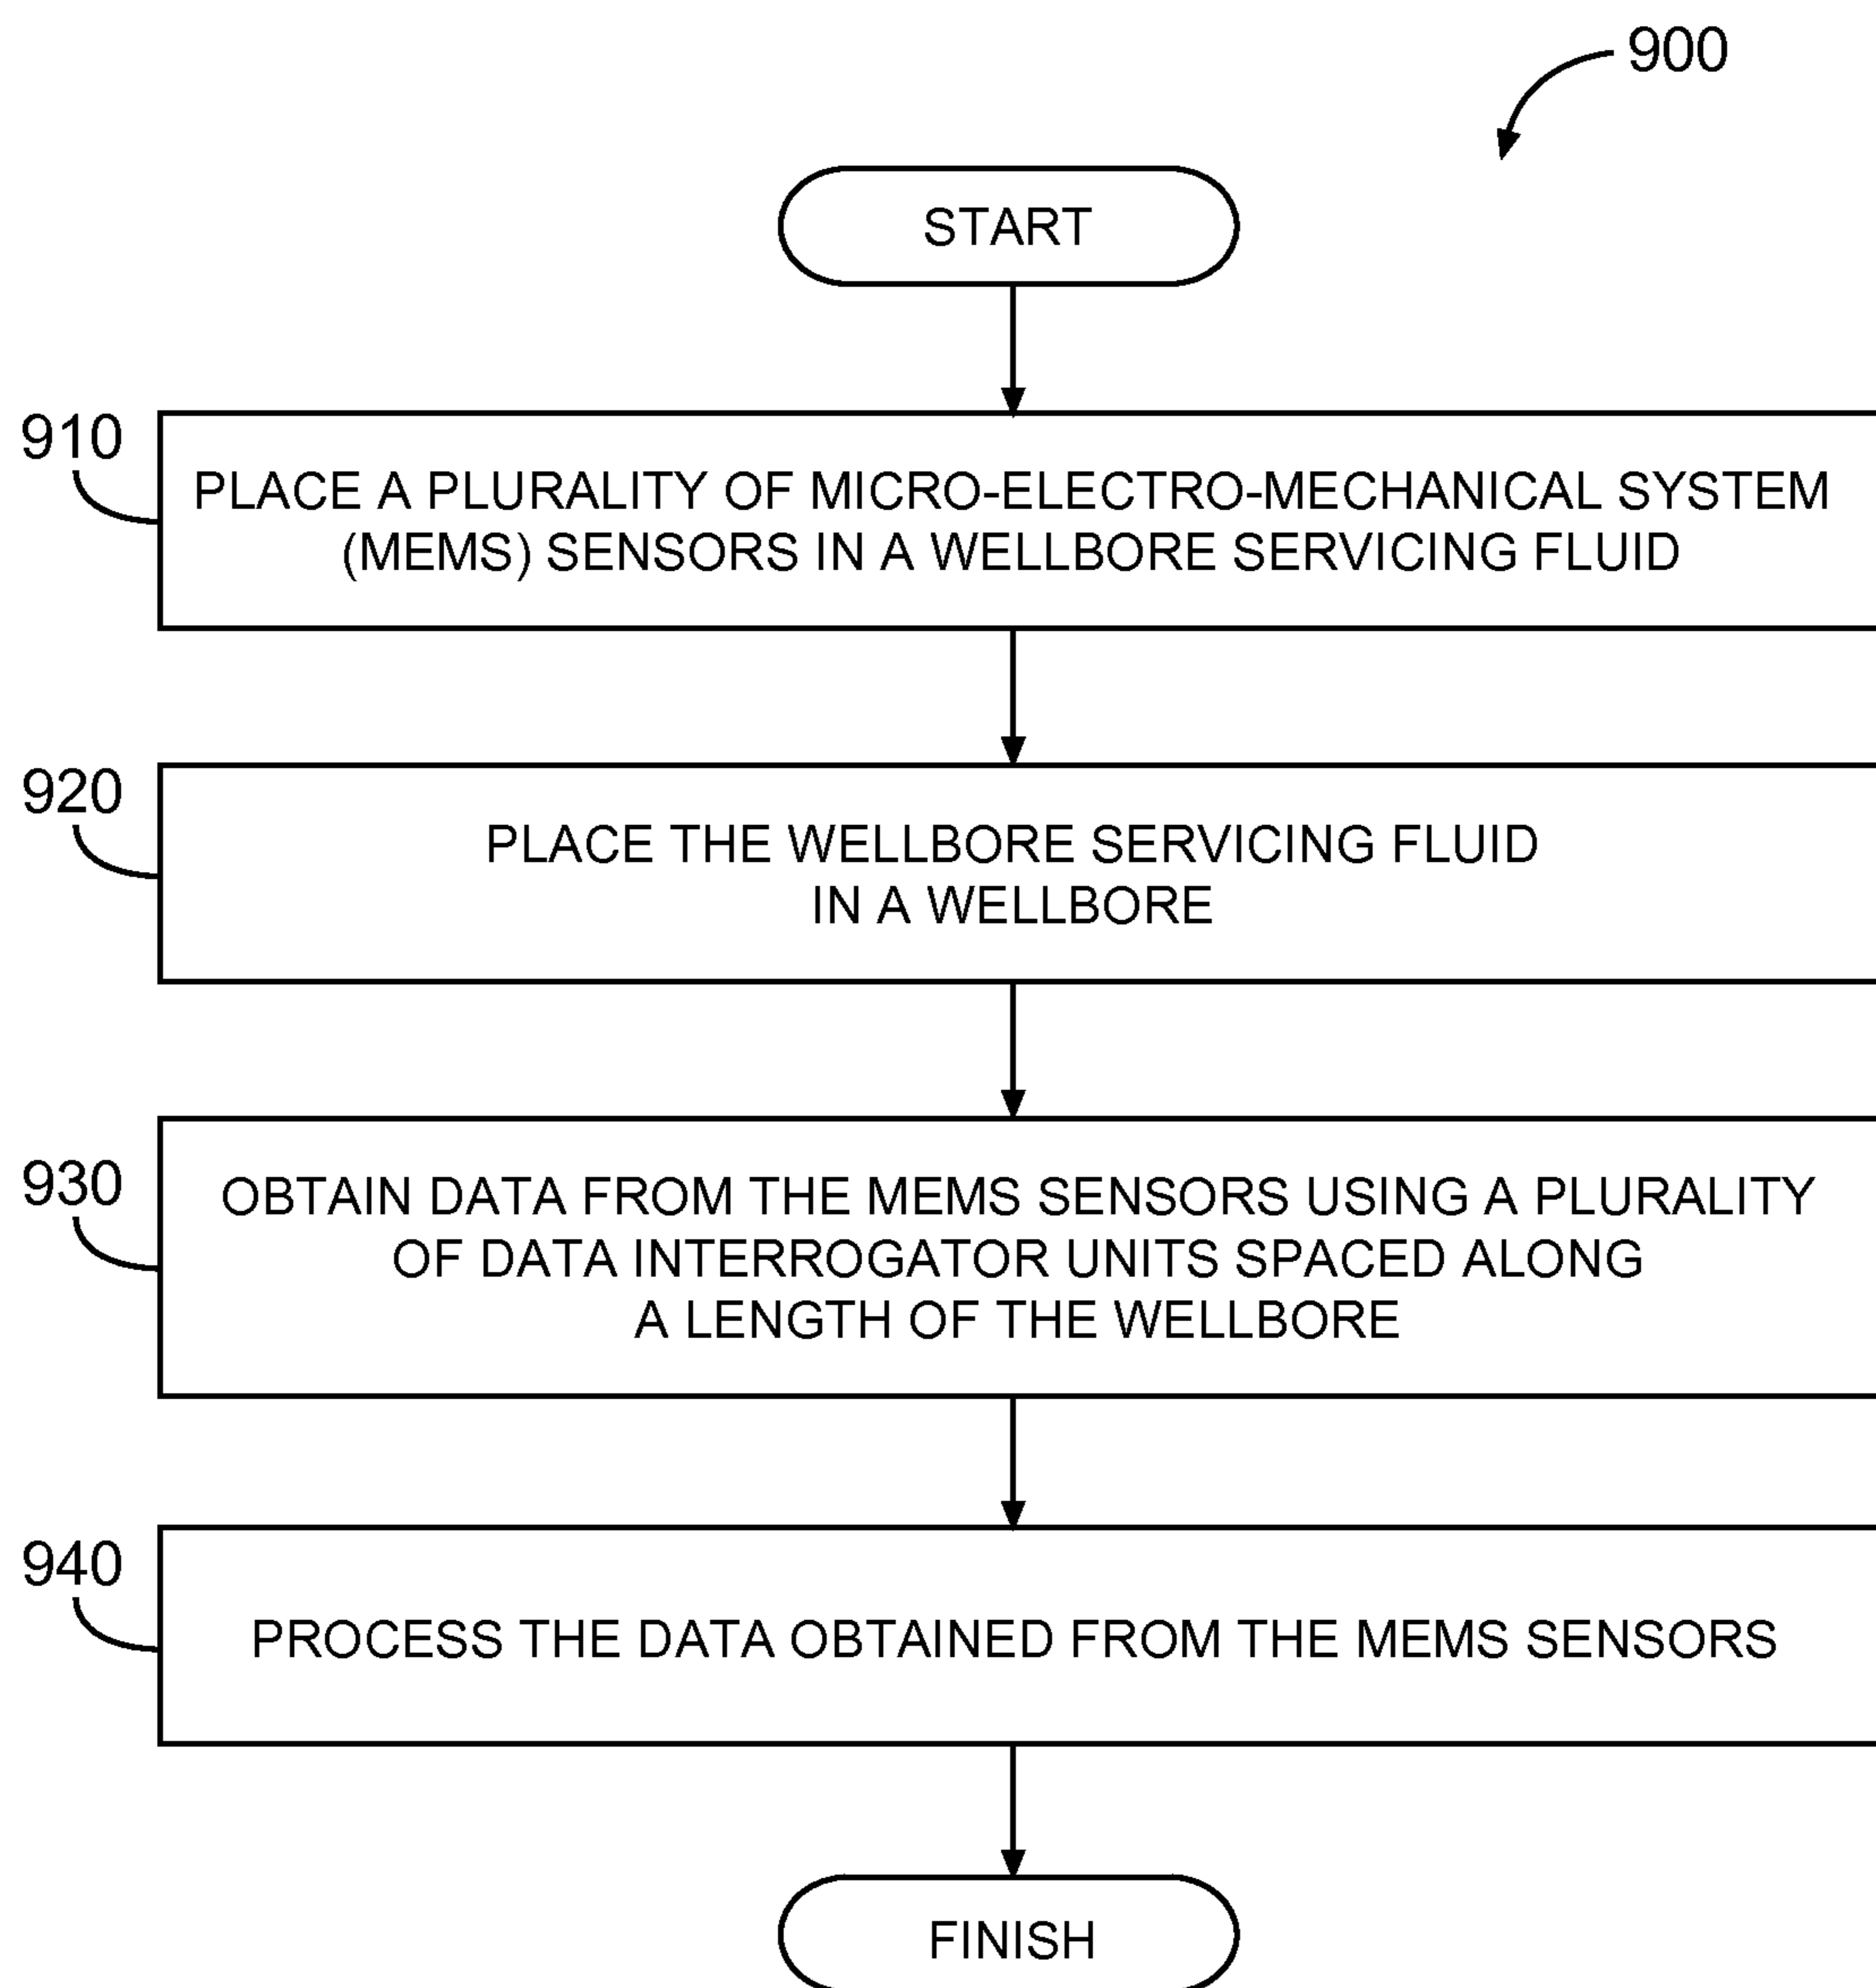 900
START
910
PLACE A PLURALITY OF MICRO-ELECTRO-MECHANICAL SYSTEM
(MEMS) SENSORS IN A WELLBORE SERVICING FLUID
920
PLACE THE WELLBORE SERVICING FLUID
IN A WELLBORE
930
OBTAIN DATA FROM THE MEMS SENSORS USING A PLURALITY
OF DATA INTERROGATOR UNITS SPACED ALONG
A LENGTH OF THE WELLBORE
940
PROCESS THE DATA OBTAINED FROM THE MEMS SENSORS
FINISH